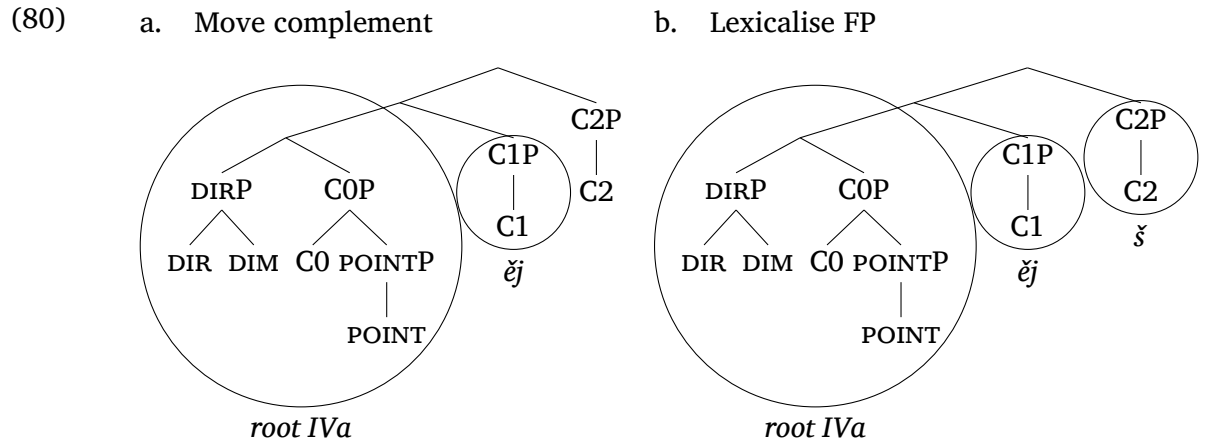 (80) a. Move complement b. Lexicalise FP
C2P C2P
C1P C1P
DIRP C0P C2 DIRP C0P C2
C1 C1
š
DIR DIM C0 POINTP DIR DIM C0 POINTP
ěj ěj
POINT POINT
root IVa root IVa